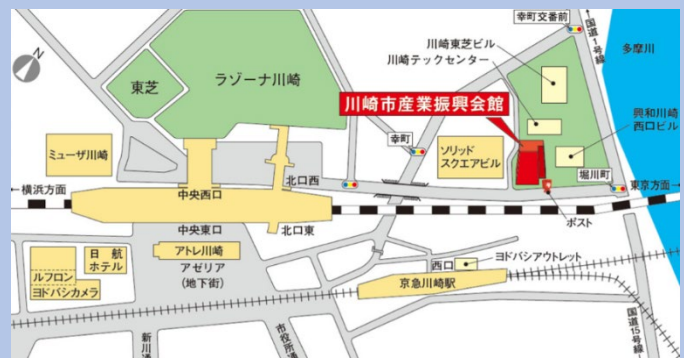 幸町交番前
国道1号線
多摩川
川崎東芝ビル
川崎テックセンター
N
ラゾーナ川崎
東芝
川崎市産業振興会館
興和川崎
西口ビル
幸町
ソリッド
スクエアビル
ミューザ川崎
堀川町
北口西
←横浜方面
中央西口
東京方面→
ポスト
中央東口
北口東
アトレ川崎
日航
ホテル
アゼリア
(地下街)
西口
ヨドバシアウトレット
ルフロン
ヨドバシカメラ
京急川崎駅
新川通
市役所通
国道15号線